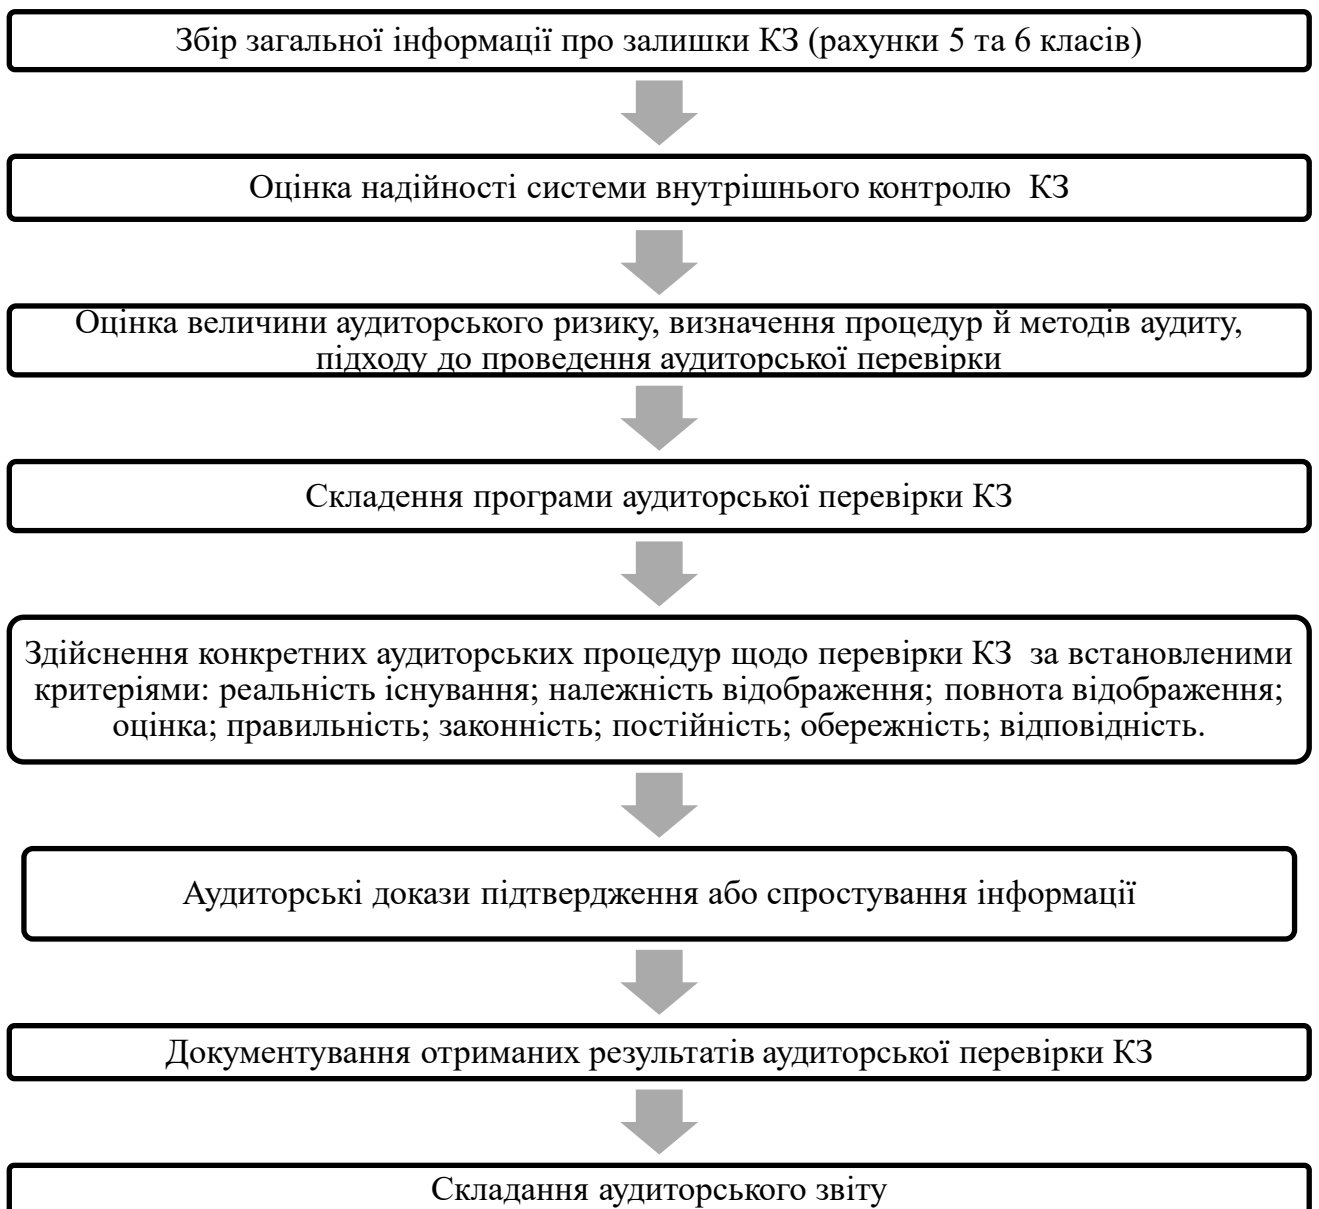 Збір загальної інформації про залишки КЗ (рахунки 5 та 6 класів)
Оцінка надійності системи внутрішнього контролю КЗ
Оцінка величини аудиторського ризику, визначення процедур й методів аудиту,
підходу до проведення аудиторської перевірки
Складення програми аудиторської перевірки КЗ
Здійснення конкретних аудиторських процедур щодо перевірки КЗ за встановленими
критеріями: реальність існування; належність відображення; повнота відображення;
оцінка; правильність; законність; постійність; обережність; відповідність.
Аудиторські докази підтвердження або спростування інформації
Документування отриманих результатів аудиторської перевірки КЗ
Складання аудиторського звіту